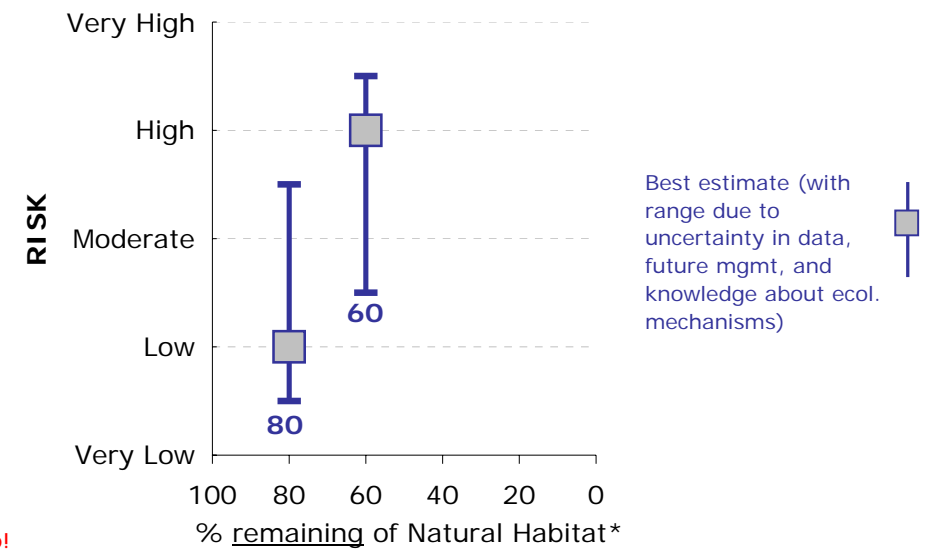 Very High
High
Moderate
Low
Very Low
RISK
60
80
100 80 60 40 20 0
% remaining of Natural Habitat*
Best estimate (with
range due to
uncertainty in data,
future mgmt, and
knowledge about ecol.
mechanisms)